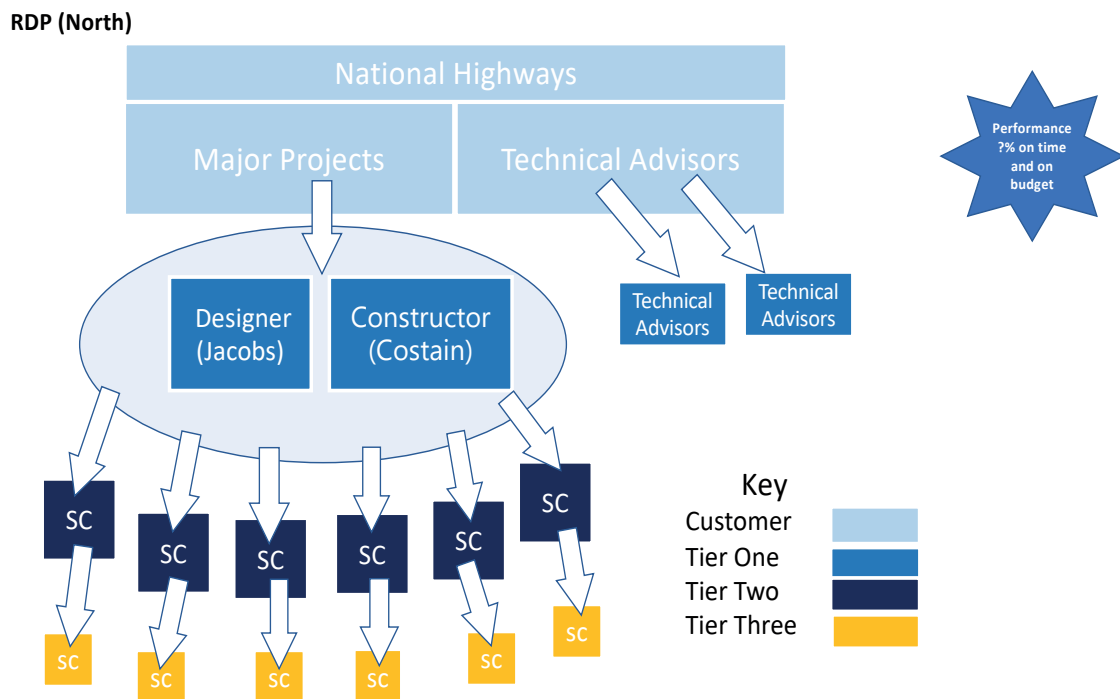 RDP (North)
National Highways
Major Projects
Technical Advisors
Performance
?% on time
and on
budget
Designer
(Jacobs)
Constructor
(Costain)
Technical
Advisors
Technical
Advisors
SC
SC
SC
SC
SC
SC
SC
SC
SC
SC
SC
SC
Key
Customer
Tier One
Tier Two
Tier Three